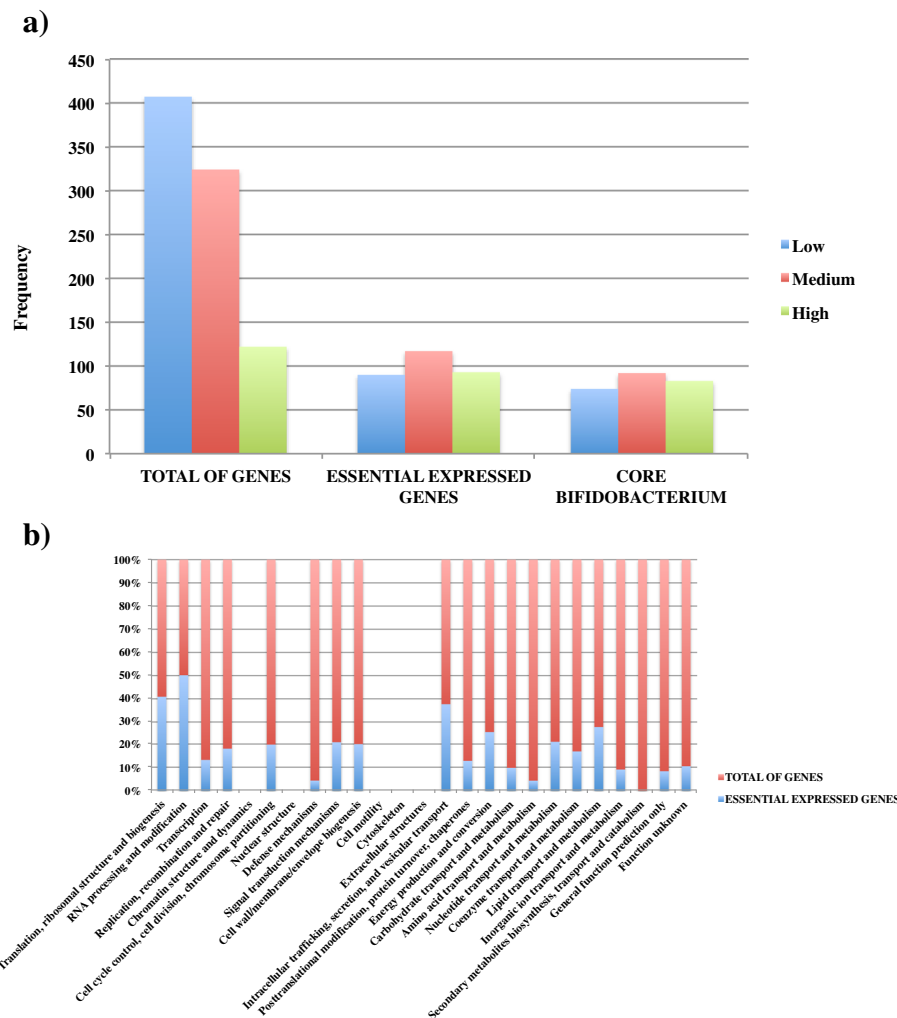 a)
450
400
350
300
250
200
150
100
50
0
Frequency
TOTAL OF GENES
ESSENTIAL EXPRESSED
GENES
CORE
BIFIDOBACTERIUM
Low
Medium
High
b)
100%
90%
80%
70%
60%
50%
40%
30%
20%
10%
0%
Translation, ribosomal structure and biogenesis
RNA processing and modification
Transcription
Replication, recombination and repair
Chromatin structure and dynamics
Cell cycle control, cell division, chromosome partitioning
Nuclear structure
Defense mechanisms
Signal transduction mechanisms
Cell wall/membrane/envelope biogenesis
Cell motility
Cytoskeleton
Extracellular structures
Intracellular trafficking, secretion, and vesicular transport
Posttranslational modification, protein turnover, chaperones
Energy production and conversion
Carbohydrate transport and metabolism
Amino acid transport and metabolism
Nucleotide transport and metabolism
Coenzyme transport and metabolism
Lipid transport and metabolism
Inorganic ion transport and metabolism
Secondary metabolites biosynthesis, transport and catabolism
General function prediction only
Function unknown
TOTAL OF GENES
ESSENTIAL EXPRESSED GENES